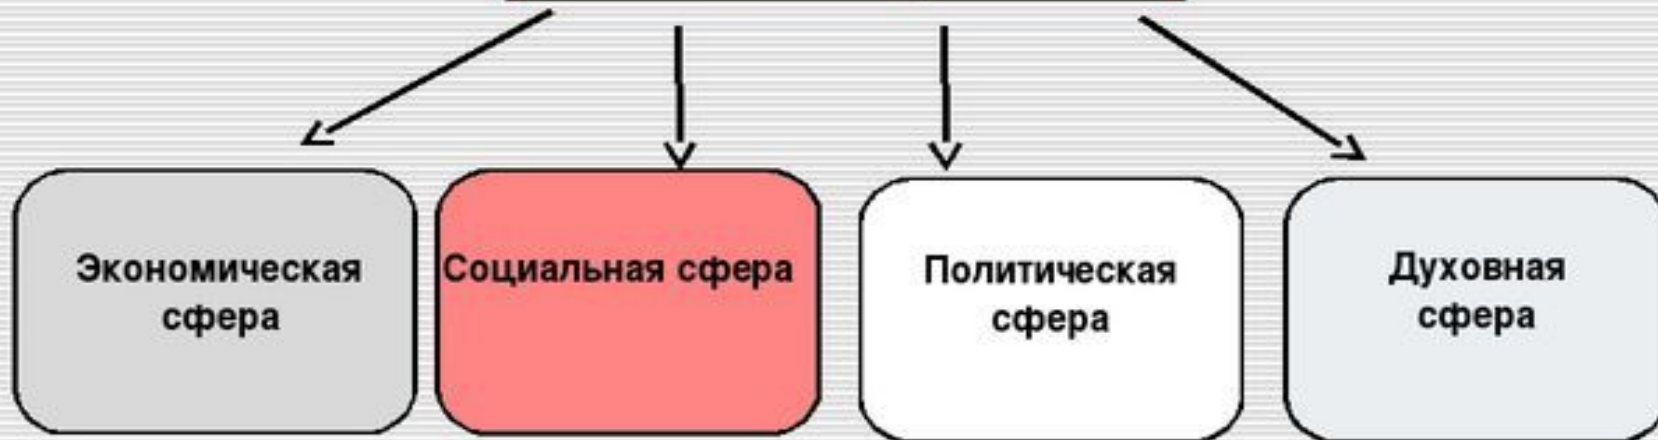 Экономическая
сфера
Социальная сфера
Политическая
сфера
Духовная
сфера